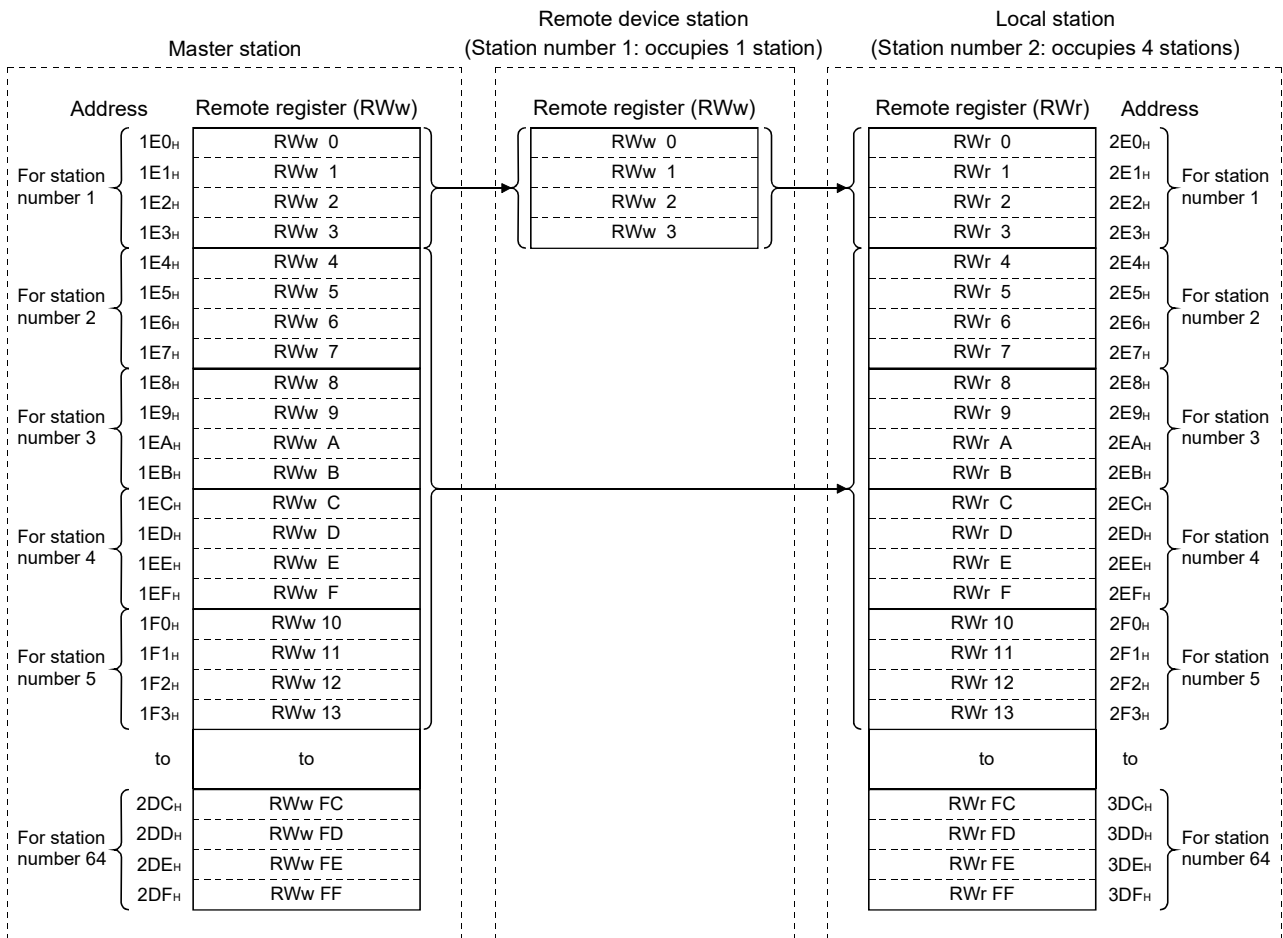 Remote device station
(Station number 1: occupies 1 station)
Local station
(Station number 2: occupies 4 stations)
Master station
Address Remote register (RWw) Remote register (RWw) Remote register (RWr) Address
1E0H RWw 0 RWw 0 RWr 0 2E0H
For station number 1 1E1H RWw 1 RWw 1 RWr 1 2E1H For station number 1
1E2H RWw 2 RWw 2 RWr 2 2E2H
1E3H RWw 3 RWw 3 RWr 3 2E3H
1E4H RWw 4 RWr 4 2E4H
For station number 2 1E5H RWw 5 RWr 5 2E5H For station number 2
1E6H RWw 6 RWr 6 2E6H
1E7H RWw 7 RWr 7 2E7H
1E8H RWw 8 RWr 8 2E8H
For station number 3 1E9H RWw 9 RWr 9 2E9H For station number 3
1EAH RWw A RWr A 2EAH
1EBH RWw B RWr B 2EBH
1ECH RWw C RWr C 2ECH
For station number 4 1EDH RWw D RWr D 2EDH For station number 4
1EEH RWw E RWr E 2EEH
1EFH RWw F RWr F 2EFH
1F0H RWw 10 RWr 10 2F0H
For station number 5 1F1H RWw 11 RWr 11 2F1H For station number 5
1F2H RWw 12 RWr 12 2F2H
1F3H RWw 13 RWr 13 2F3H
to to to to
2DCH RWw FC RWr FC 3DCH
For station number 64 2DDH RWw FD RWr FD 3DDH For station number 64
2DEH RWw FE RWr FE 3DEH
2DFH RWw FF RWr FF 3DFH